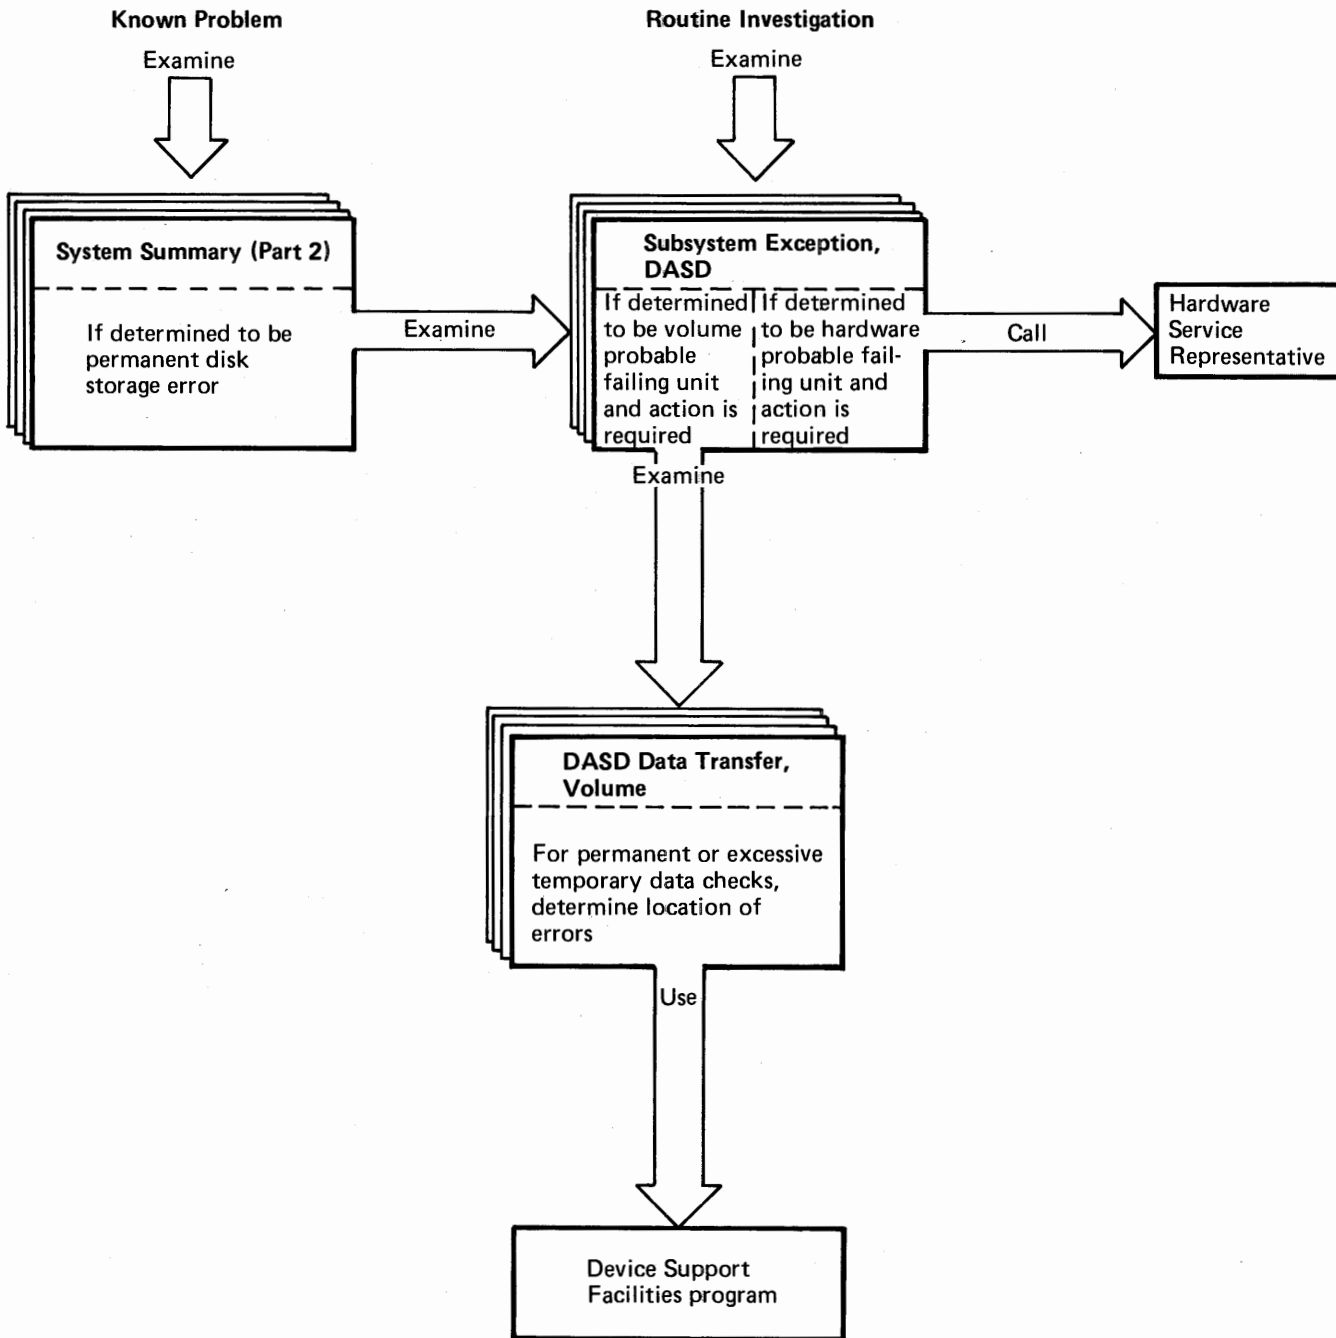 Known Problem
Examine
Routine Investigation
Examine
System Summary (Part 2)
If determined to be
permanent disk
storage error
Examine
Subsystem Exception,
DASD
If determined
to be volume
probable
failing unit
and action is
required
If determined
to be hardware
probable fail-
ing unit and
action is
required
Call
Hardware
Service
Representative
Examine
DASD Data Transfer,
Volume
For permanent or excessive
temporary data checks,
determine location of
errors
Use
Device Support
Facilities program